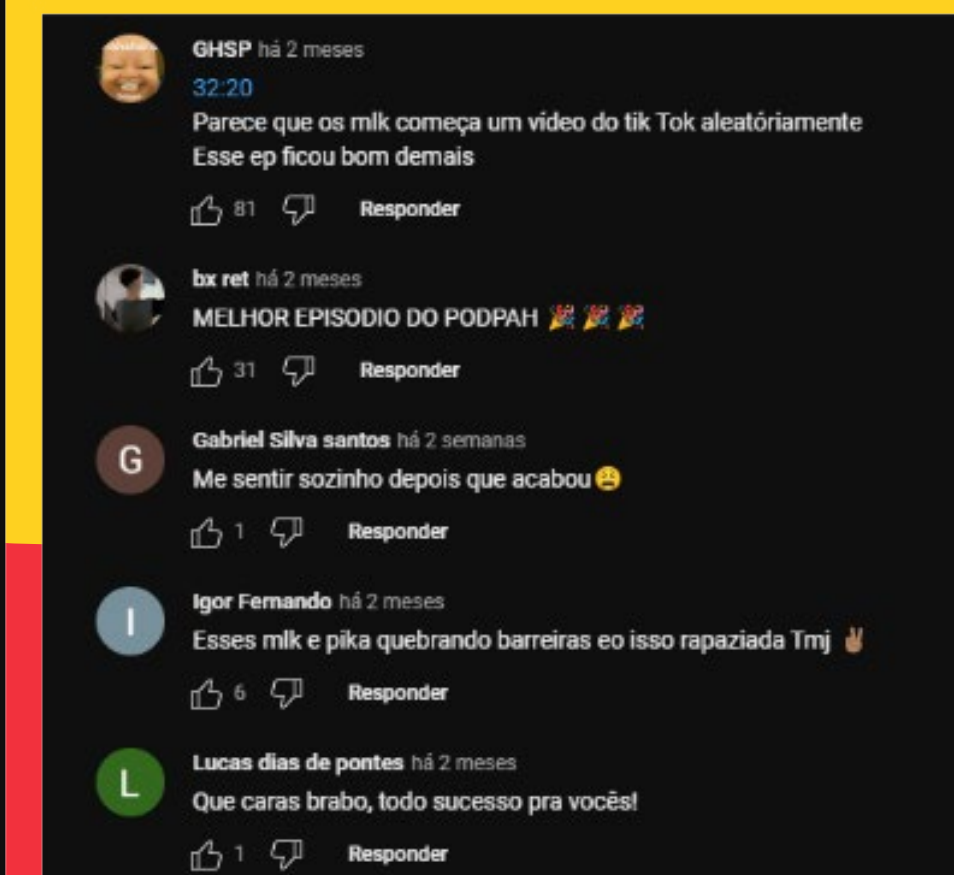 GHSP há 2 meses
32:20
Parece que os mlk começa um vídeo do tik Tok aleatóriamente
Esse ep ficou bom demais
81 Responder
bx ret há 2 meses
MELHOR EPISODIO DO PODPAH 🎉 🎉 🎉
31 Responder
G
Gabriel Silva santos há 2 semanas
Me sentir sozinho depois que acabou😫
1 Responder
I
Igor Fernando há 2 meses
Esses mlk e pika quebrando barreiras eo isso rapaziada Tmj ✌🏽
6 Responder
L
Lucas dias de pontes há 2 meses
Que caras brabo, todo sucesso pra vocês!
1 Responder